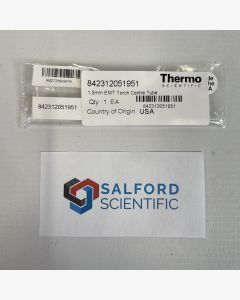 842312051951
Thermo
SCIENTIFIC
1.5mm EMT Torch Centre Tube
Qty : 1 EA
842312051951
Country of Origin USA
842312051951
SALFORD
SCIENTIFIC